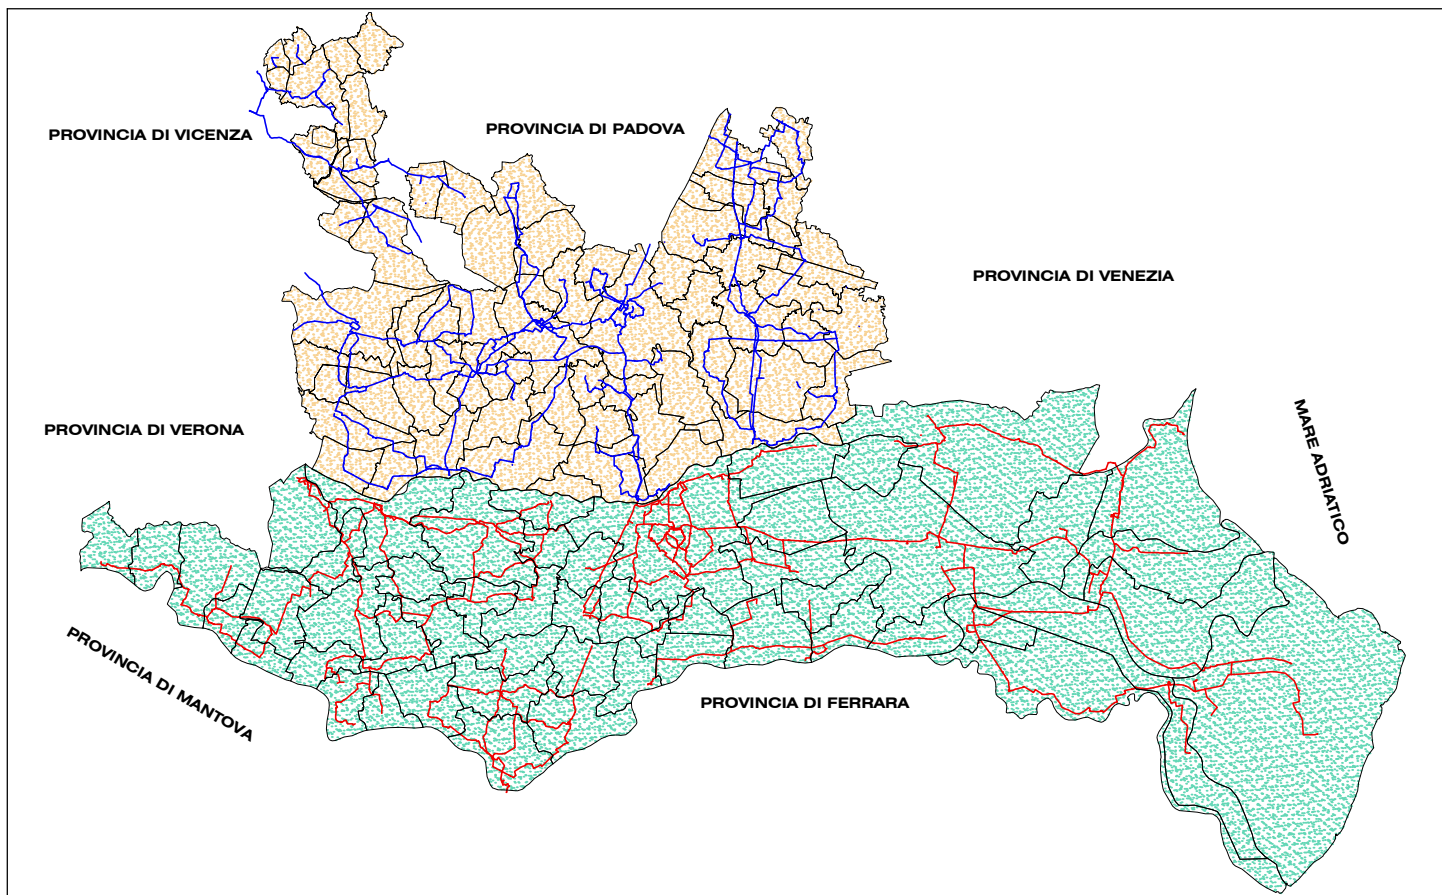 PROVINCIA DI VICENZA
PROVINCIA DI PADOVA
PROVINCIA DI VENEZIA
PROVINCIA DI VERONA
MARE ADRIATICO
PROVINCIA DI MANTOVA
PROVINCIA DI FERRARA